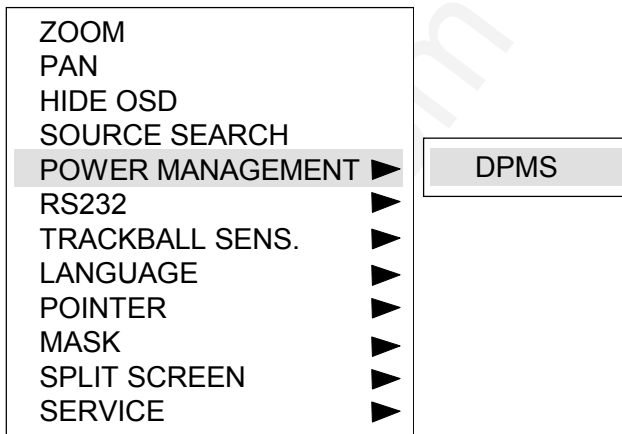 ZOOM
PAN
HIDE OSD
SOURCE SEARCH
POWER MANAGEMENT
DPMS
RS232
TRACKBALL SENS.
LANGUAGE
POINTER
MASK
SPLIT SCREEN
SERVICE